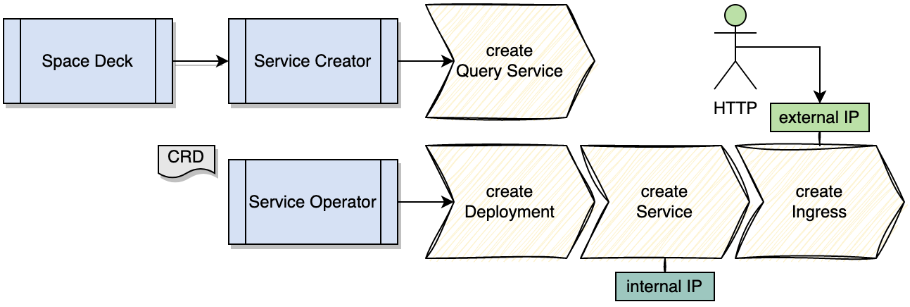 Space Deck
Service Creator
create
Query Service
HTTP
external IP
CRD
Service Operator
create
Deployment
create
Service
create
Ingress
internal IP